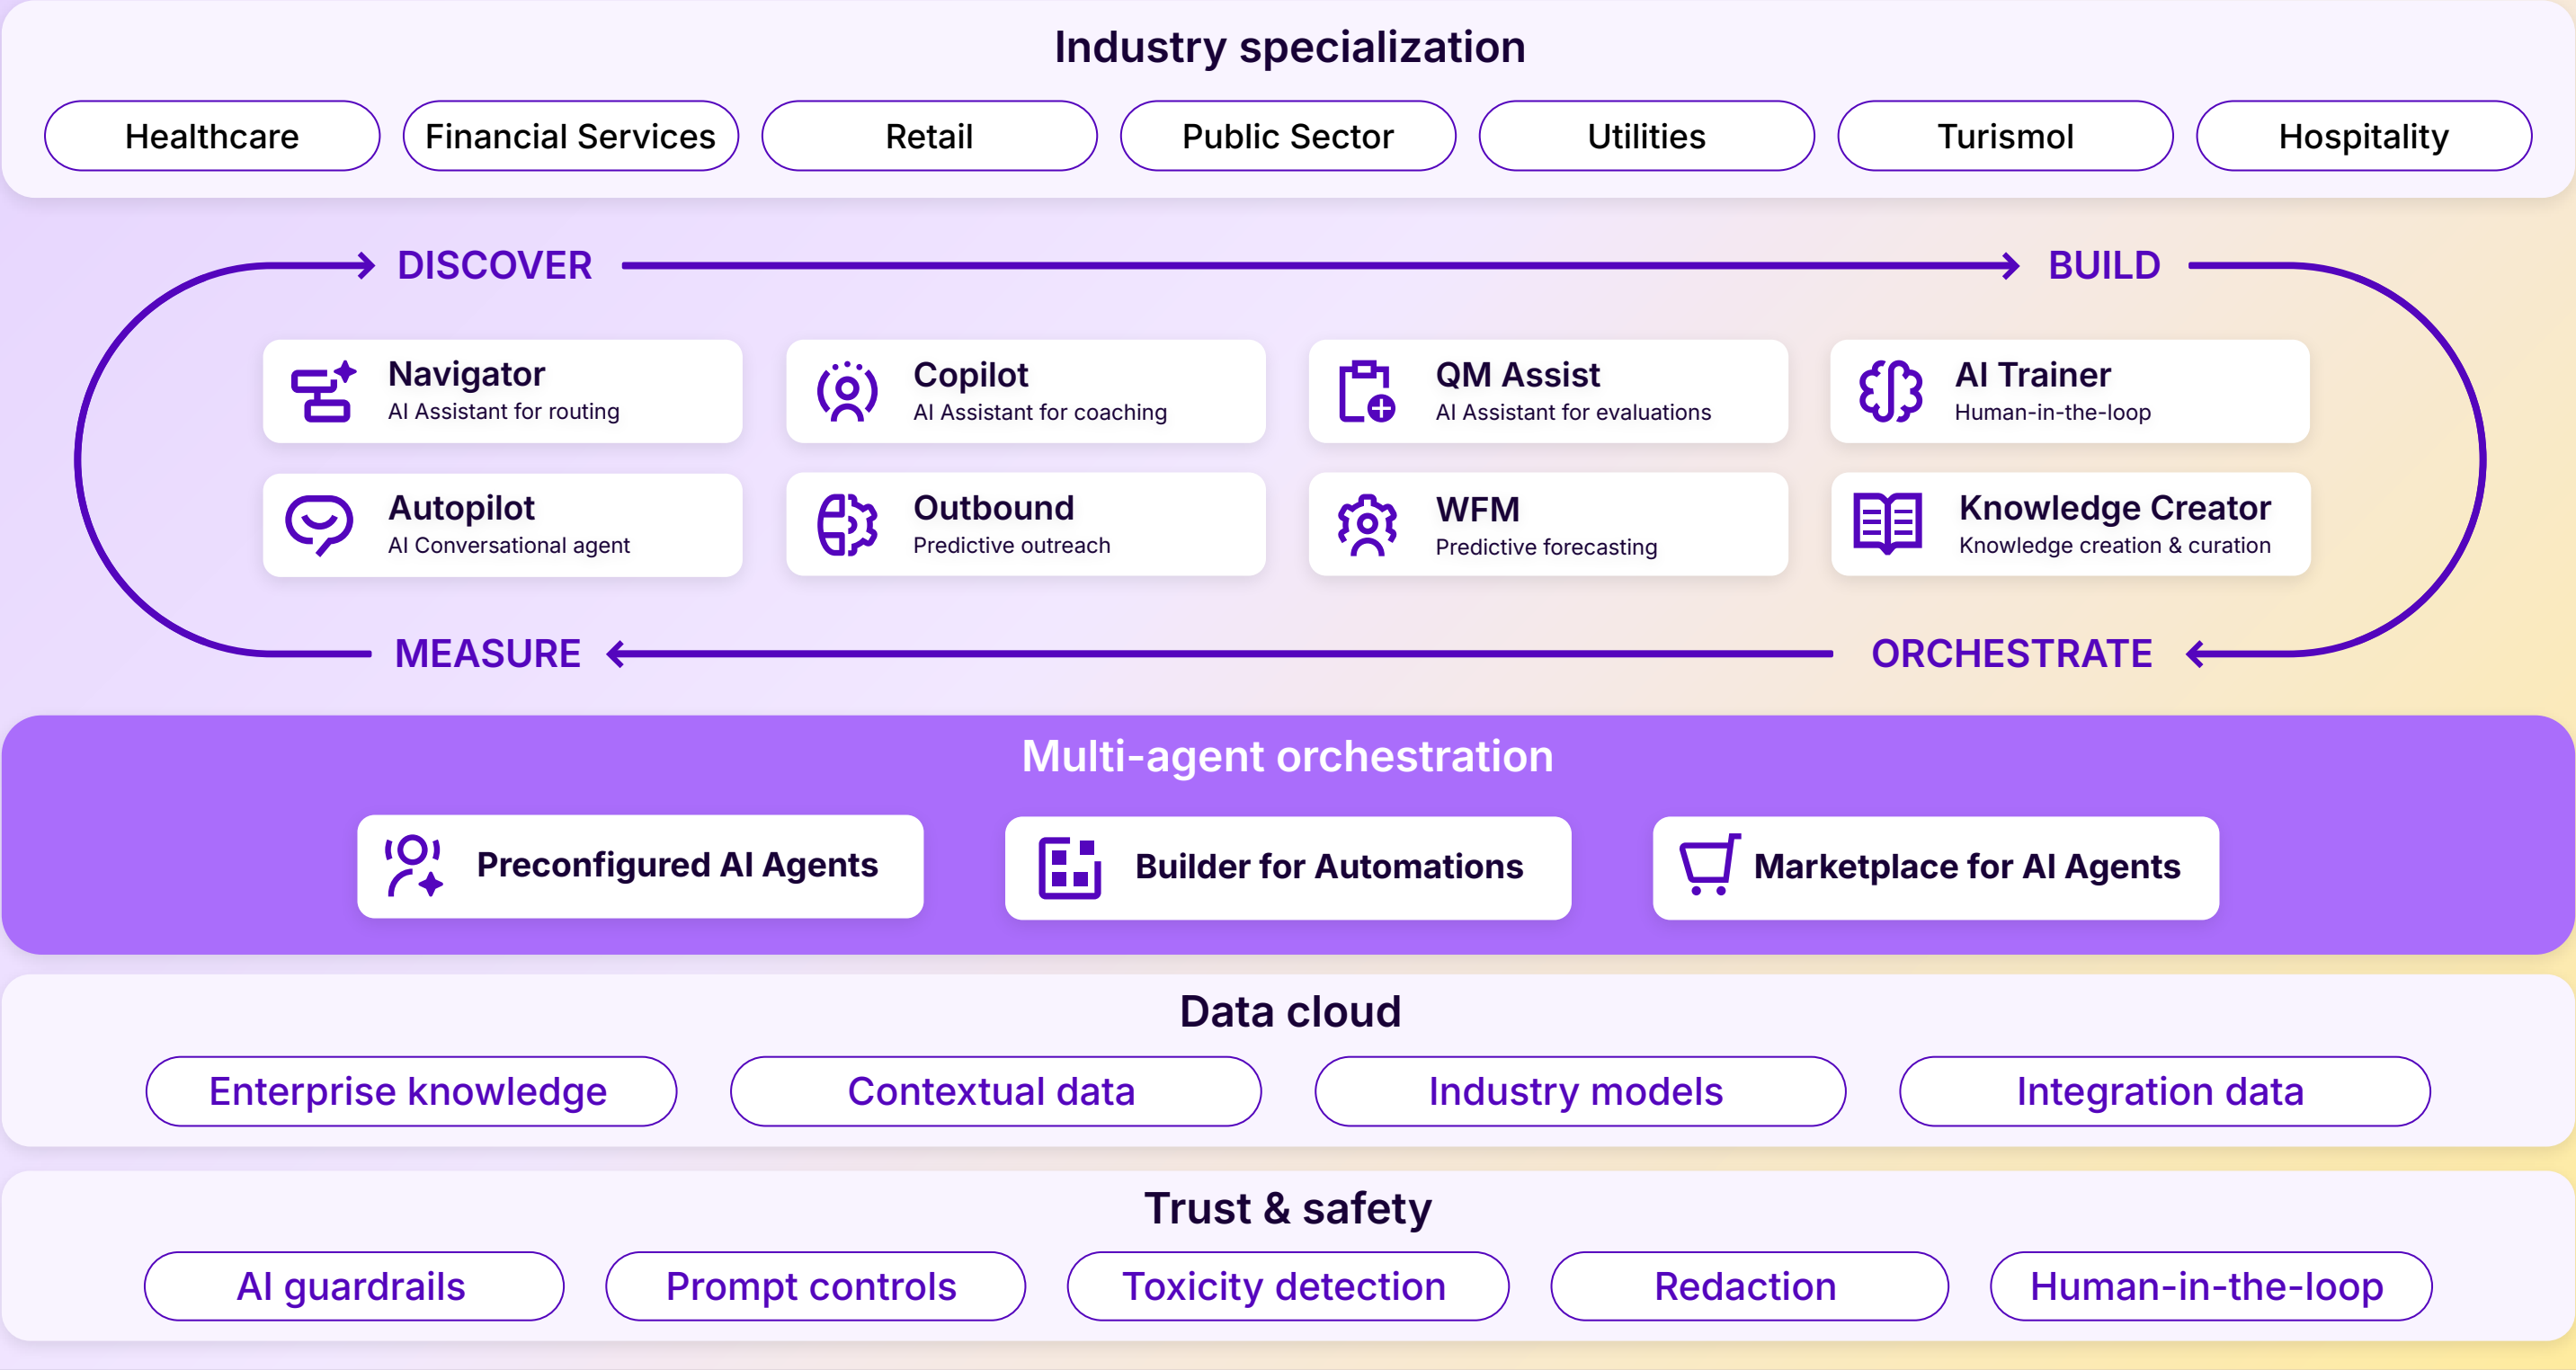 Industry specialization
Healthcare
Financial Services
Retail
Public Sector
Utilities
Turismol
Hospitality
DISCOVER
BUILD
Navigator
AI Assistant for routing
Copilot
AI Assistant for coaching
QM Assist
AI Assistant for evaluations
AI Trainer
Human-in-the-loop
Autopilot
AI Conversational agent
Outbound
Predictive outreach
WFM
Predictive forecasting
Knowledge Creator
Knowledge creation & curation
MEASURE
ORCHESTRATE
Multi-agent orchestration
Preconfigured AI Agents
Builder for Automations
Marketplace for AI Agents
Data cloud
Enterprise knowledge
Contextual data
Industry models
Integration data
Trust & safety
AI guardrails
Prompt controls
Toxicity detection
Redaction
Human-in-the-loop